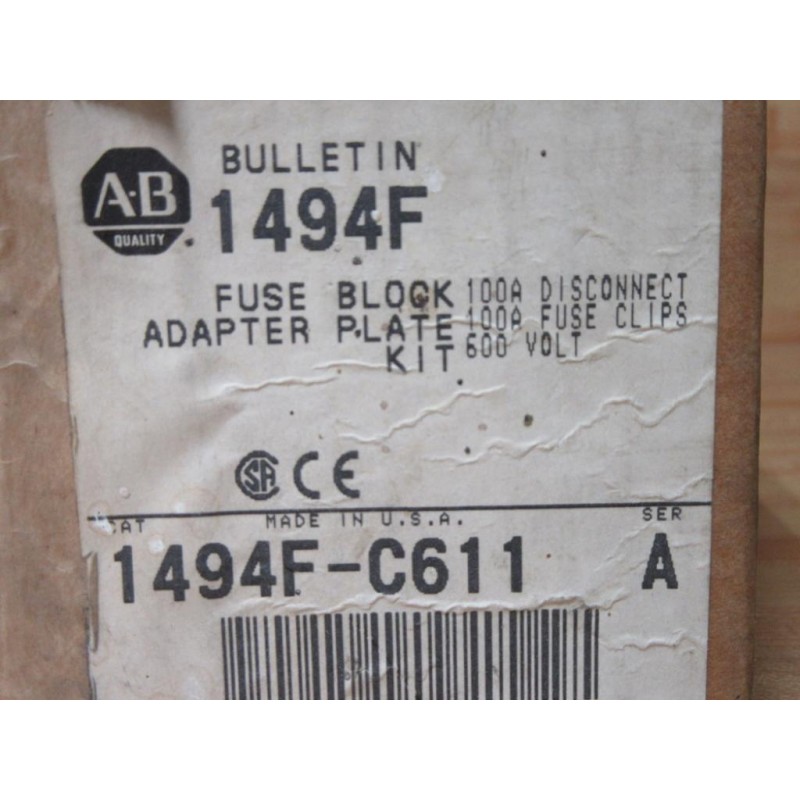 A-B
QUALITY
BULLETIN
1494F
FUSE BLOCK
ADAPTER PLATE
KIT
100A DISCONNECT
100A FUSE CLIPS
600 VOLT
SA CE
CAT MADE IN U.S.A. SER
1494F-C611 A